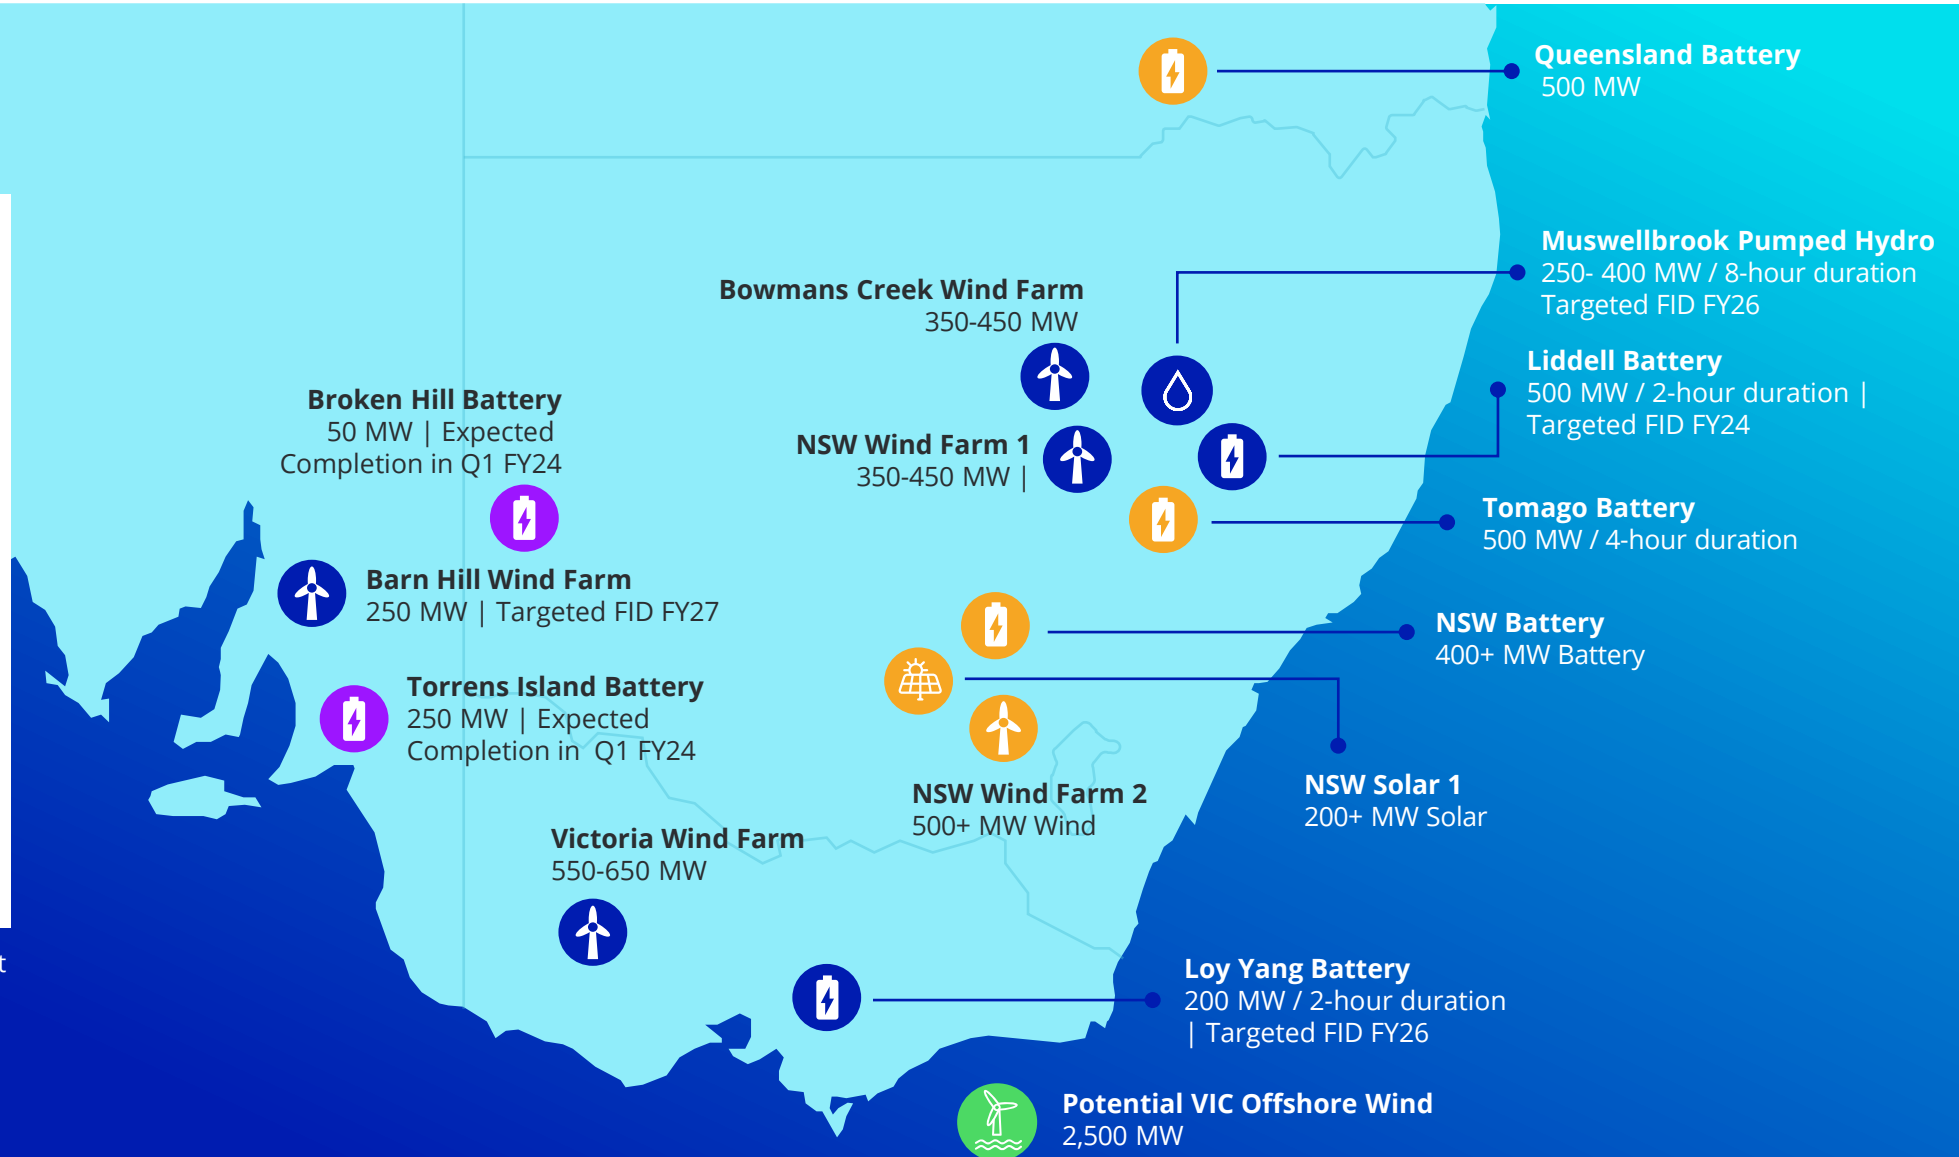 Queensland Battery
500 MW
Muswellbrook Pumped Hydro
250- 400 MW / 8-hour duration
Targeted FID FY26
Bowmans Creek Wind Farm
350-450 MW
Liddell Battery
500 MW / 2-hour duration |
Targeted FID FY24
Broken Hill Battery
50 MW | Expected
Completion in Q1 FY24
NSW Wind Farm 1
350-450 MW |
Tomago Battery
500 MW / 4-hour duration
Barn Hill Wind Farm
250 MW | Targeted FID FY27
NSW Battery
400+ MW Battery
Torrens Island Battery
250 MW | Expected
Completion in Q1 FY24
NSW Solar 1
200+ MW Solar
NSW Wind Farm 2
500+ MW Wind
Victoria Wind Farm
550-650 MW
t
Loy Yang Battery
200 MW / 2-hour duration
| Targeted FID FY26
Potential VIC Offshore Wind
2,500 MW